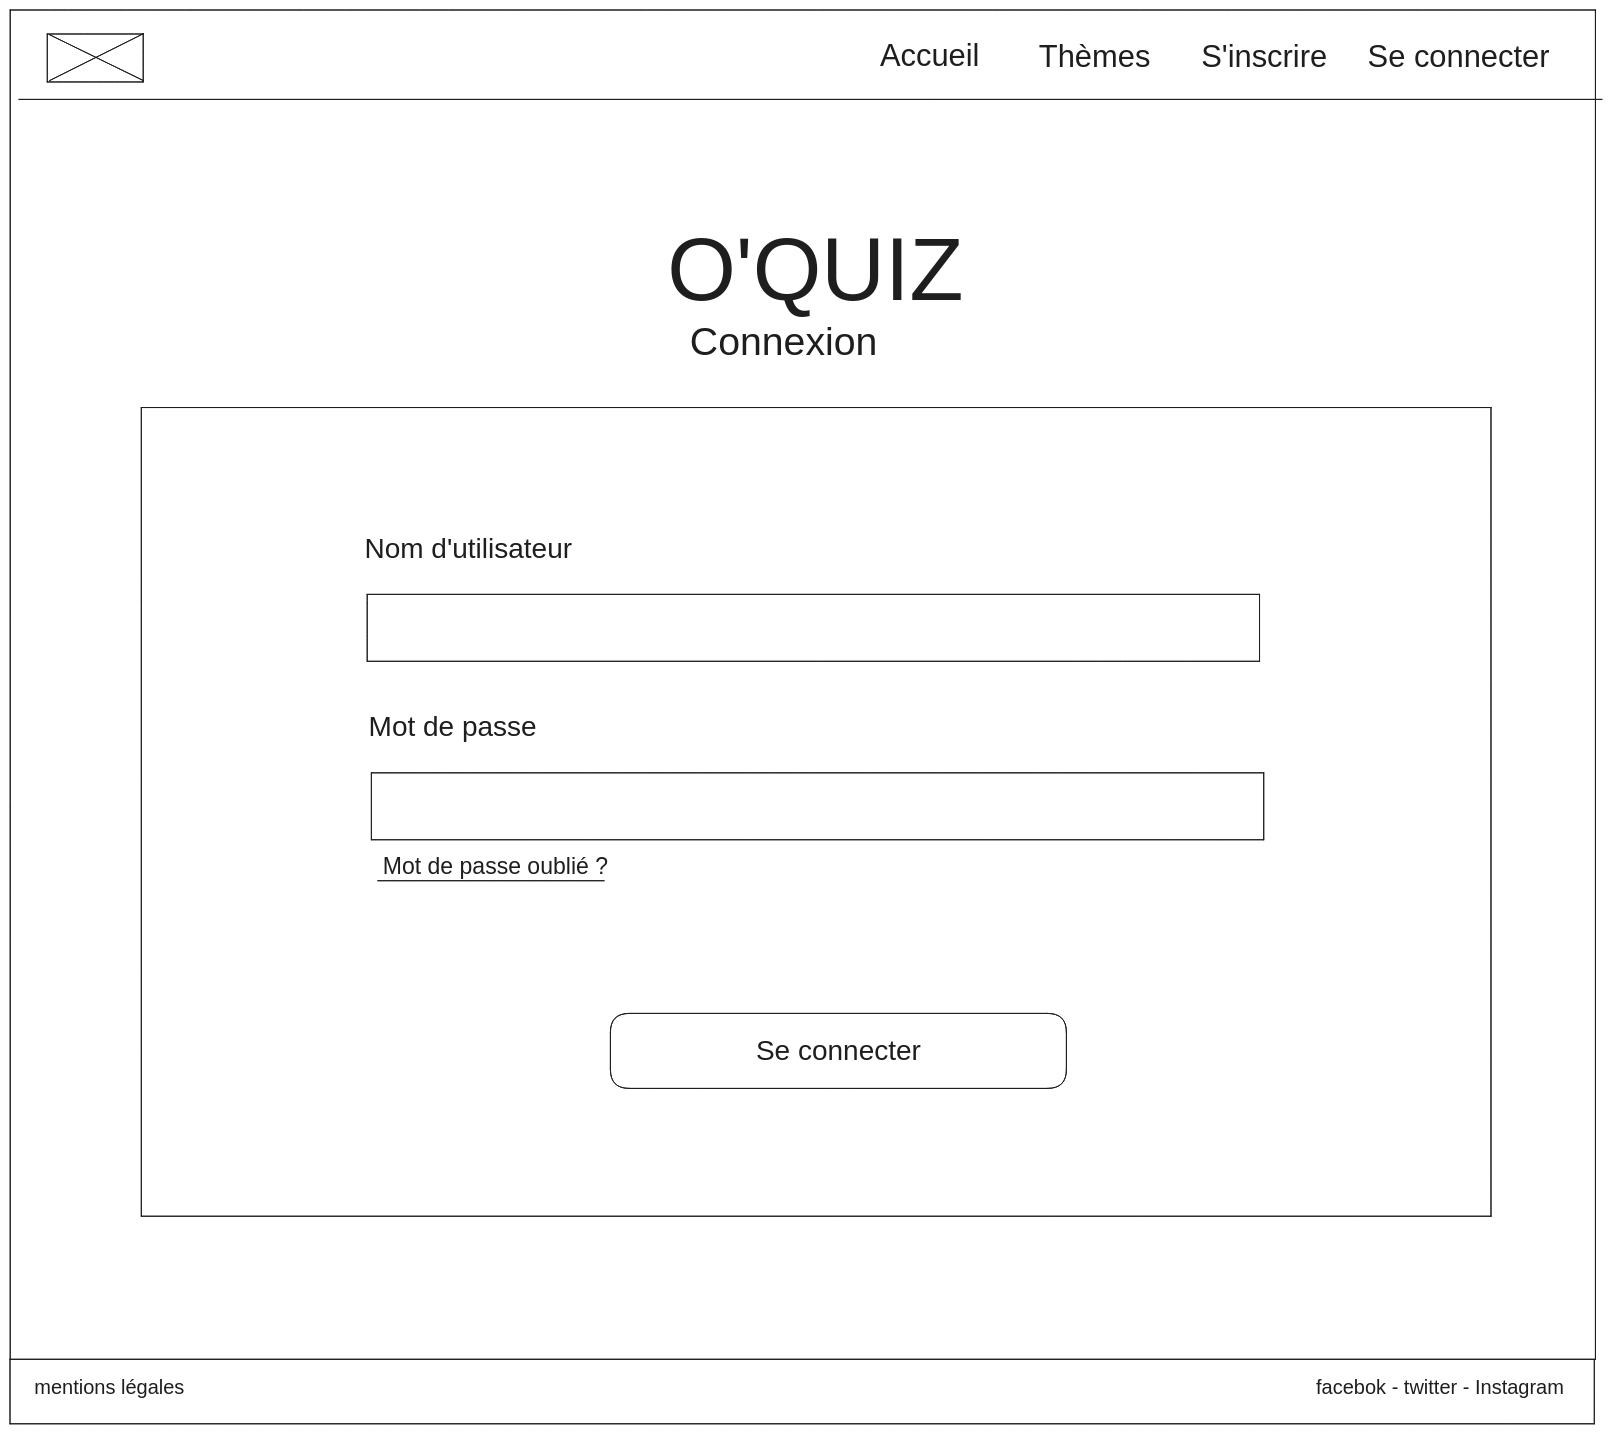 Accueil Thèmes S'inscrire Se connecter
O'QUIZ
Connexion
Nom d'utilisateur
Mot de passe
Mot de passe oublié ?
Se connecter
mentions légales facebok - twitter - Instagram